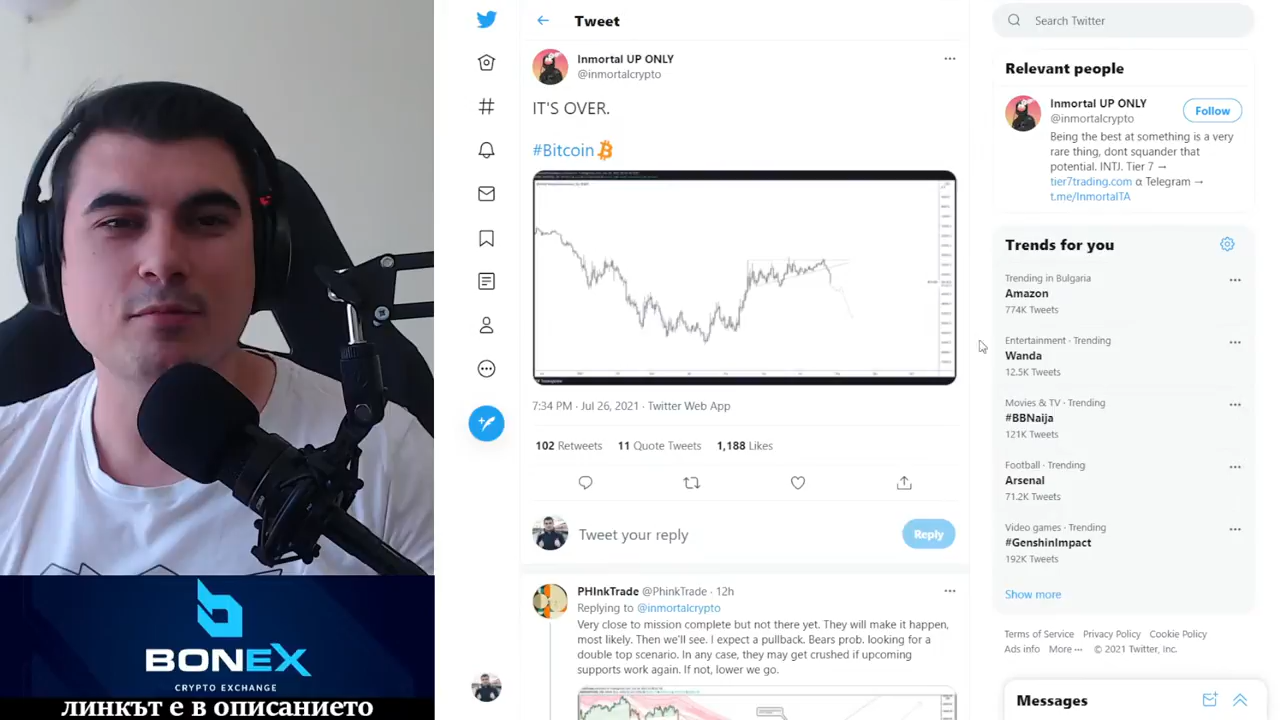 Tweet
Inmortal UP ONLY
@inmortalcrypto
IT'S OVER.
#Bitcoin
7:34 PM · Jul 26, 2021 · Twitter Web App
102 Retweets 11 Quote Tweets 1,188 Likes
Tweet your reply
Reply
PHInkTrade @PhinkTrade · 12h
Replying to @inmortalcrypto
Very close to mission complete but not there yet. They will make it happen,
most likely. Then we'll see. I expect a pullback. Bears prob. looking for a
double top scenario. In any case, they may get crushed if upcoming
supports work again. If not, lower we go.
Search Twitter
Relevant people
Inmortal UP ONLY
@inmortalcrypto
Follow
Being the best at something is a very
rare thing, dont squander that
potential. INTJ. Tier 7 →
tier7trading.com α Telegram →
t.me/InmortalTA
Trends for you
Trending in Bulgaria
Amazon
774K Tweets
Entertainment · Trending
Wanda
12.5K Tweets
Movies & TV · Trending
#BBNaija
121K Tweets
Football · Trending
Arsenal
71.2K Tweets
Video games · Trending
#GenshinImpact
192K Tweets
Show more
Terms of Service Privacy Policy Cookie Policy
Ads info More ··· © 2021 Twitter, Inc.
Messages
BONEX
CRYPTO EXCHANGE
линкът е в описанието